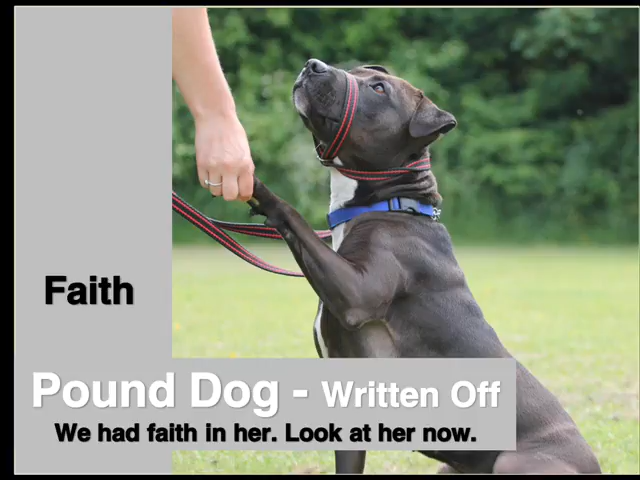 Faith
Pound Dog - Written Off
We had faith in her. Look at her now.